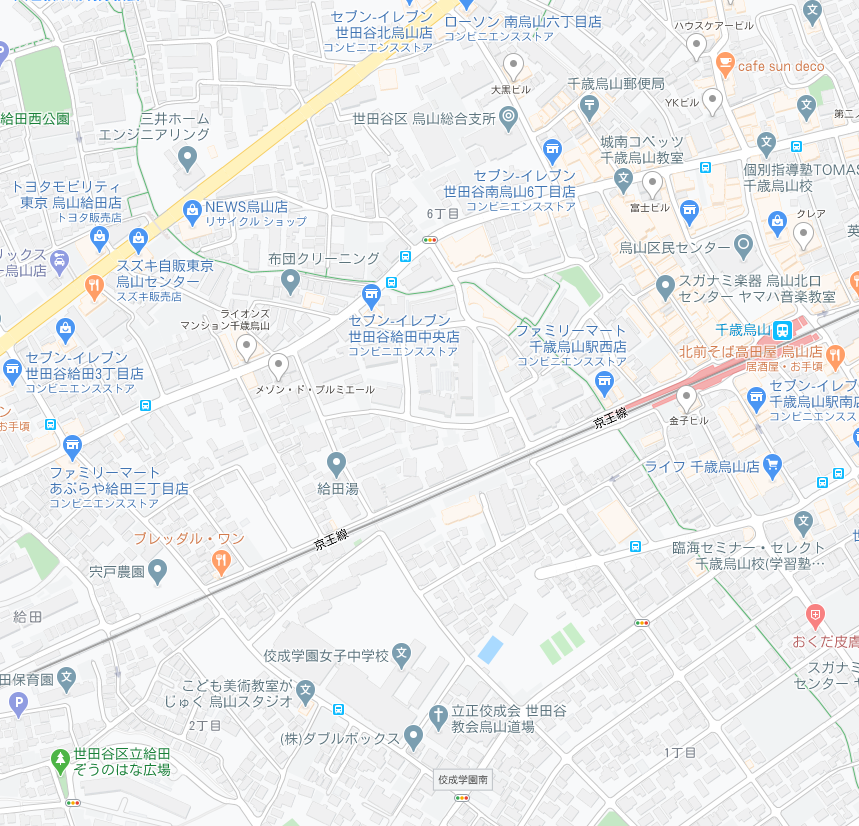 セブン-イレブン
世田谷北烏山店
コンビニエンスストア
ローソン 南烏山六丁目店
コンビニエンスストア
ハウスケアービル
cafe sun deco
大黒ビル
千歳烏山郵便局
YKビル
給田西公園
三井ホーム
エンジニアリング
世田谷区 烏山総合支所
城南コベッツ
千歳烏山教室
第二ノ
個別指導塾TOMAS
千歳烏山校
トヨタモビリティ
東京 烏山給田店
トヨタ販売店
NEWS烏山店
リサイクル ショップ
セブン-イレブン
世田谷南烏山6丁目店
コンビニエンスストア
6丁目
富士ビル
クレア
英
リックス
烏山店
スズキ自販東京
烏山センター
スズキ販売店
布団クリーニング
烏山区民センター
スガナミ楽器 烏山北口
センター ヤマハ音楽教室
ライオンズ
マンション千歳烏山
セブン-イレブン
世田谷給田中央店
コンビニエンスストア
ファミリーマート
千歳烏山駅西店
コンビニエンスストア
千歳烏山
北前そば高田屋 烏山店
居酒屋・お手頃
セブン-イレブン
世田谷給田3丁目店
コンビニエンスストア
メゾン・ド・プルミエール
セブン-イレブ
千歳烏山駅南店
コンビニエンスス
金子ビル
京王線
ン
お手頃
ファミリーマート
あぶらや給田三丁目店
コンビニエンスストア
給田湯
ライフ 千歳烏山店
京王線
ブレッダル・ワン
宍戸農園
臨海セミナー・セレクト
千歳烏山校(学習塾…
世
給田
おくだ皮膚
佼成学園女子中学校
田保育園
P
こども美術教室が
じゅく 烏山スタジオ
スガナミ
センター ヤ
立正佼成会 世田谷
教会烏山道場
2丁目
(株)ダブルボックス
世田谷区立給田
ぞうのはな広場
1丁目
佼成学園南